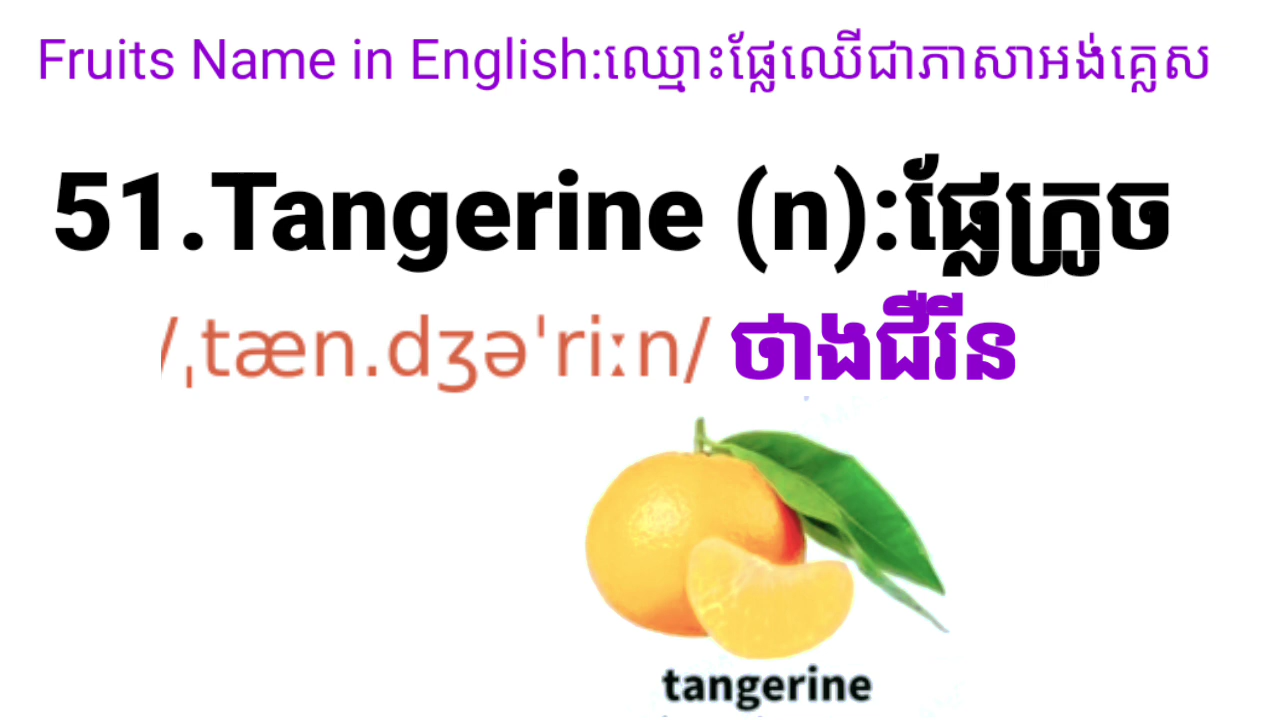 Fruits Name in English:ឈ្មោះផ្លែឈើជាភាសាអង់គ្លេស
51.Tangerine (n):ផ្លែក្រូច
/ˌtæn.dʒəˈriːn/ ថាងជឺរីន
tangerine